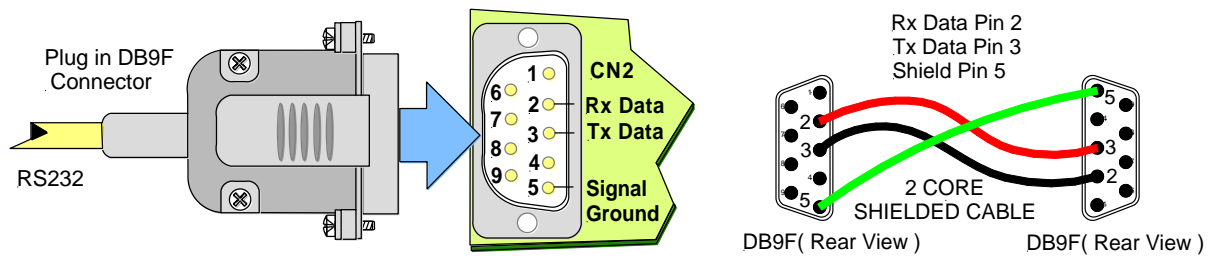 Plug in DB9F
Connector
RS232
CN2
1
6
2
Rx Data
7
3
Tx Data
8
4
9
5
Signal
Ground
Rx Data Pin 2
Tx Data Pin 3
Shield Pin 5
2
3
5
5
3
2
2 CORE
SHIELDED CABLE
DB9F( Rear View )
DB9F( Rear View )